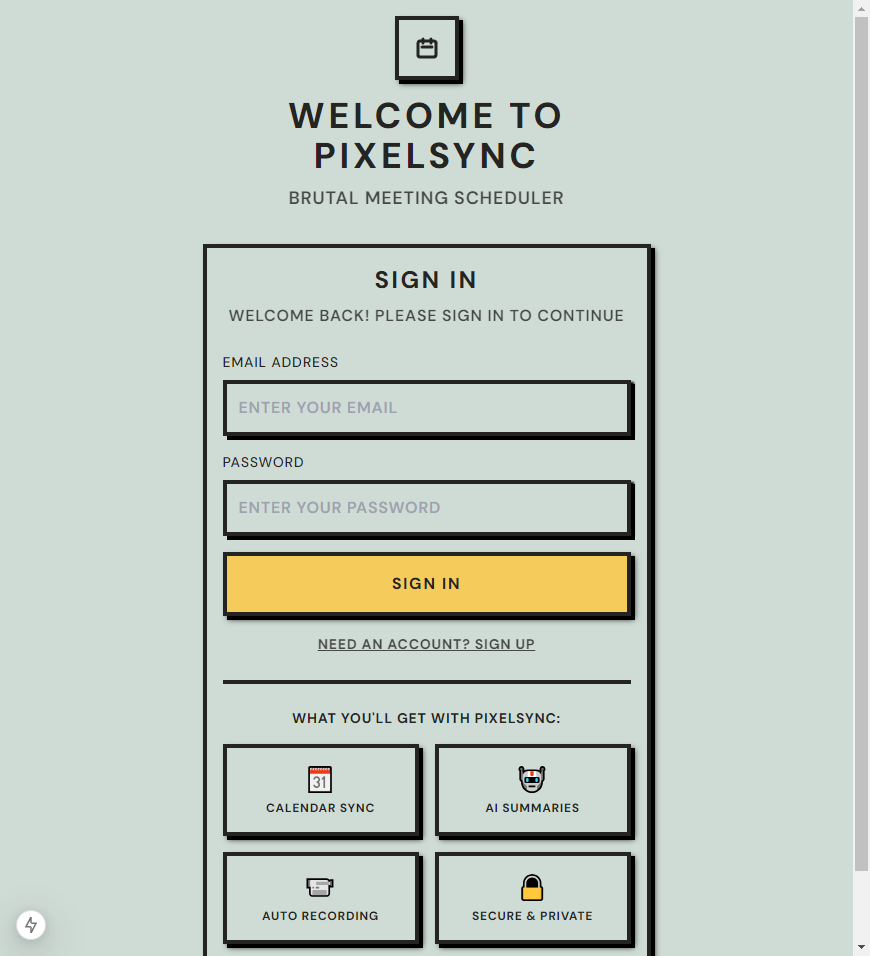 WELCOME TO
PIXELSYNC
BRUTAL MEETING SCHEDULER
SIGN IN
WELCOME BACK! PLEASE SIGN IN TO CONTINUE
EMAIL ADDRESS
ENTER YOUR EMAIL
PASSWORD
ENTER YOUR PASSWORD
SIGN IN
NEED AN ACCOUNT? SIGN UP
WHAT YOU'LL GET WITH PIXELSYNC:
31
CALENDAR SYNC
AI SUMMARIES
AUTO RECORDING
SECURE & PRIVATE